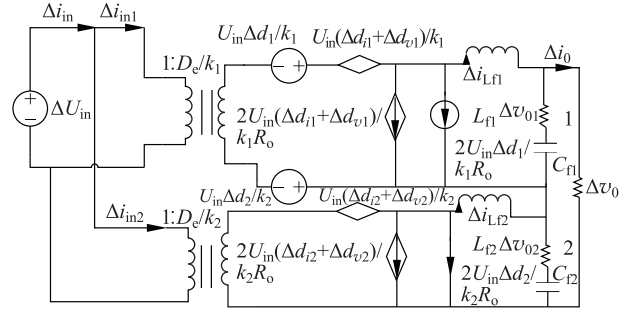 Δi_in Δi_in1
U_inΔd_1/k_1 U_in(Δd_i1+Δd_v1)/k_1
Δi_0
1:D_e/k_1
Δi_Lf1
ΔU_in
2U_in(Δd_i1+Δd_v1)/
k_1R_o
L_f1 Δv_01 1
2U_inΔd_1/
k_1R_o
C_f1
Δv_0
U_inΔd_2/k_2 U_in(Δd_i2+Δd_v2)/k_2
Δi_in2
1:D_e/k_2
Δi_Lf2
L_f2 Δv_02 2
2U_in(Δd_i2+Δd_v2)/
k_2R_o
2U_inΔd_2/
k_2R_o
C_f2